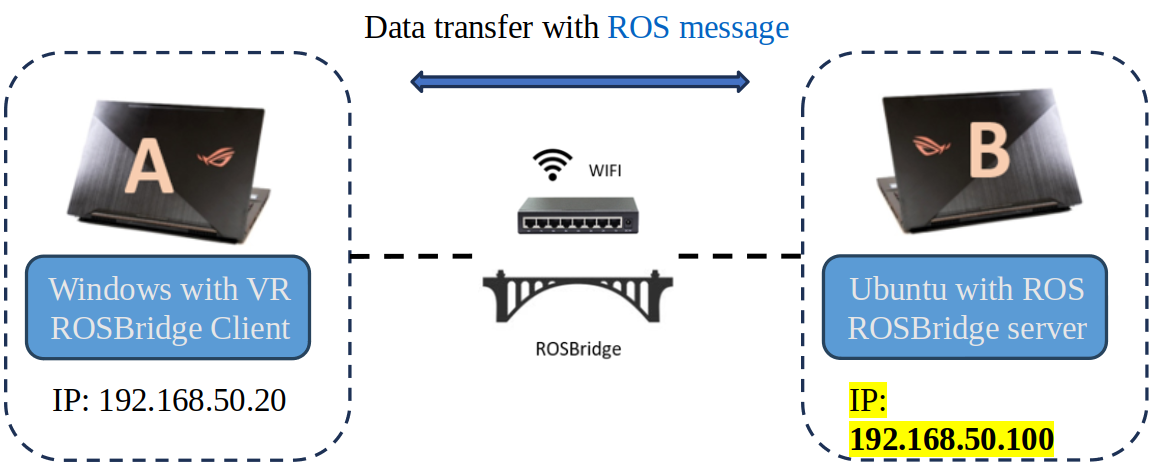 Data transfer with ROS message
A
B
WIFI
Windows with VR
ROSBridge Client
Ubuntu with ROS
ROSBridge server
ROSBridge
IP: 192.168.50.20
IP:
192.168.50.100